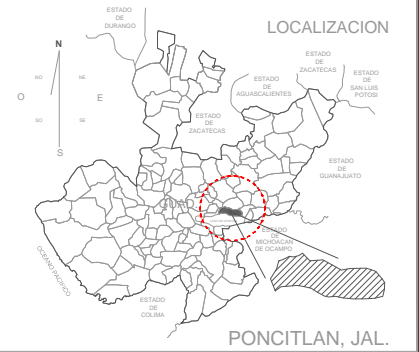 LOCALIZACION
ESTADO
DE
DURANGO
N
NO
NE
O
E
SO
SE
S
ESTADO
DE
ZACATECAS
ESTADO
DE
AGUASCALIENTES
ESTADO
DE
SAN LUIS
POTOSI
ESTADO
DE
ZACATECAS
ESTADO
DE
GUANAJUATO
GUAD
ESTADO
DE
MICHOACAN
DE OCAMPO
OCEANO PACIFICO
ESTADO
DE
COLIMA
PONCITLAN, JAL.